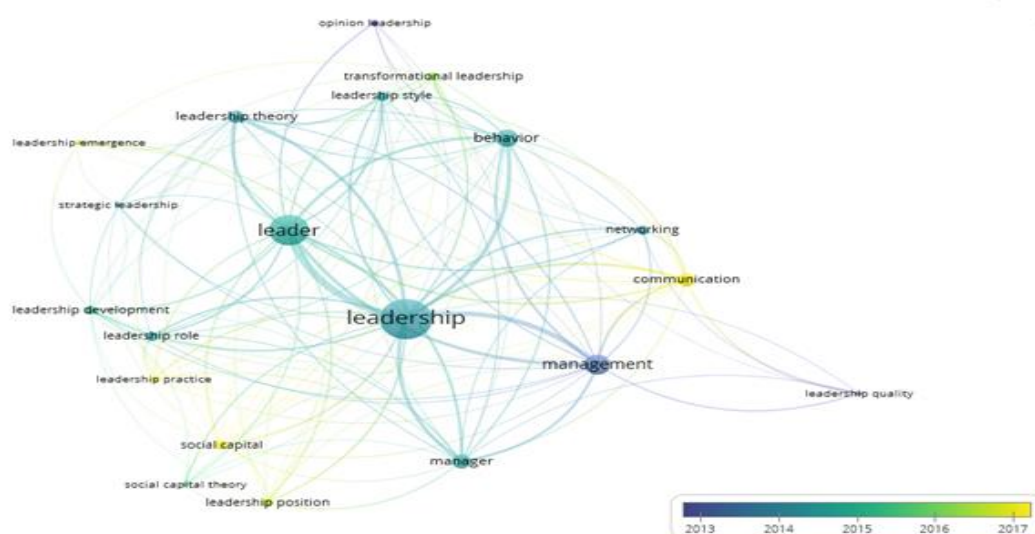 opinion leadership
transformational leadership
leadership style
leadership theory
behavior
leadership emergence
strategic leadership
leader
networking
communication
leadership development
leadership
leadership role
management
leadership practice
leadership quality
social capital
manager
social capital theory
leadership position
2013 2014 2015 2016 2017